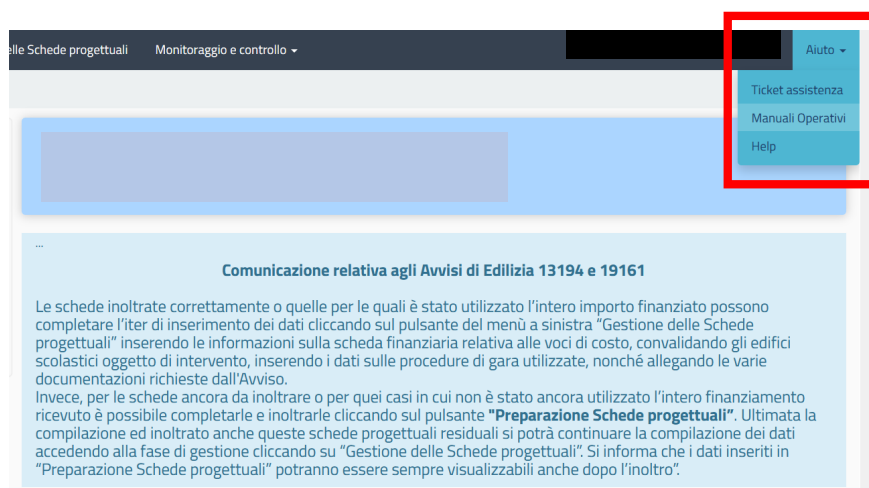 elle Schede progettuali Monitoraggio e controllo Aiuto
Ticket assistenza
Manuali Operativi
Help
...
Comunicazione relativa agli Avvisi di Edilizia 13194 e 19161
Le schede inoltrate correttamente o quelle per le quali è stato utilizzato l’intero importo finanziato possono
completare l’iter di inserimento dei dati cliccando sul pulsante del menù a sinistra “Gestione delle Schede
progettuali” inserendo le informazioni sulla scheda finanziaria relativa alle voci di costo, convalidando gli edifici
scolastici oggetto di intervento, inserendo i dati sulle procedure di gara utilizzate, nonché allegando le varie
documentazioni richieste dall'Avviso.
Invece, per le schede ancora da inoltrare o per quei casi in cui non è stato ancora utilizzato l’intero finanziamento
ricevuto è possibile completarle e inoltrarle cliccando sul pulsante "Preparazione Schede progettuali”. Ultimata la
compilazione ed inoltrato anche queste schede progettuali residuali si potrà continuare la compilazione dei dati
accedendo alla fase di gestione cliccando su “Gestione delle Schede progettuali”. Si informa che i dati inseriti in
“Preparazione Schede progettuali” potranno essere sempre visualizzabili anche dopo l’inoltro”.